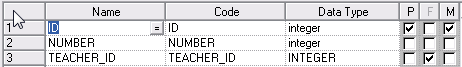 Name Code Data Type P F M
1 ID = ID integer
2 NUMBER NUMBER integer
3 TEACHER_ID TEACHER_ID INTEGER